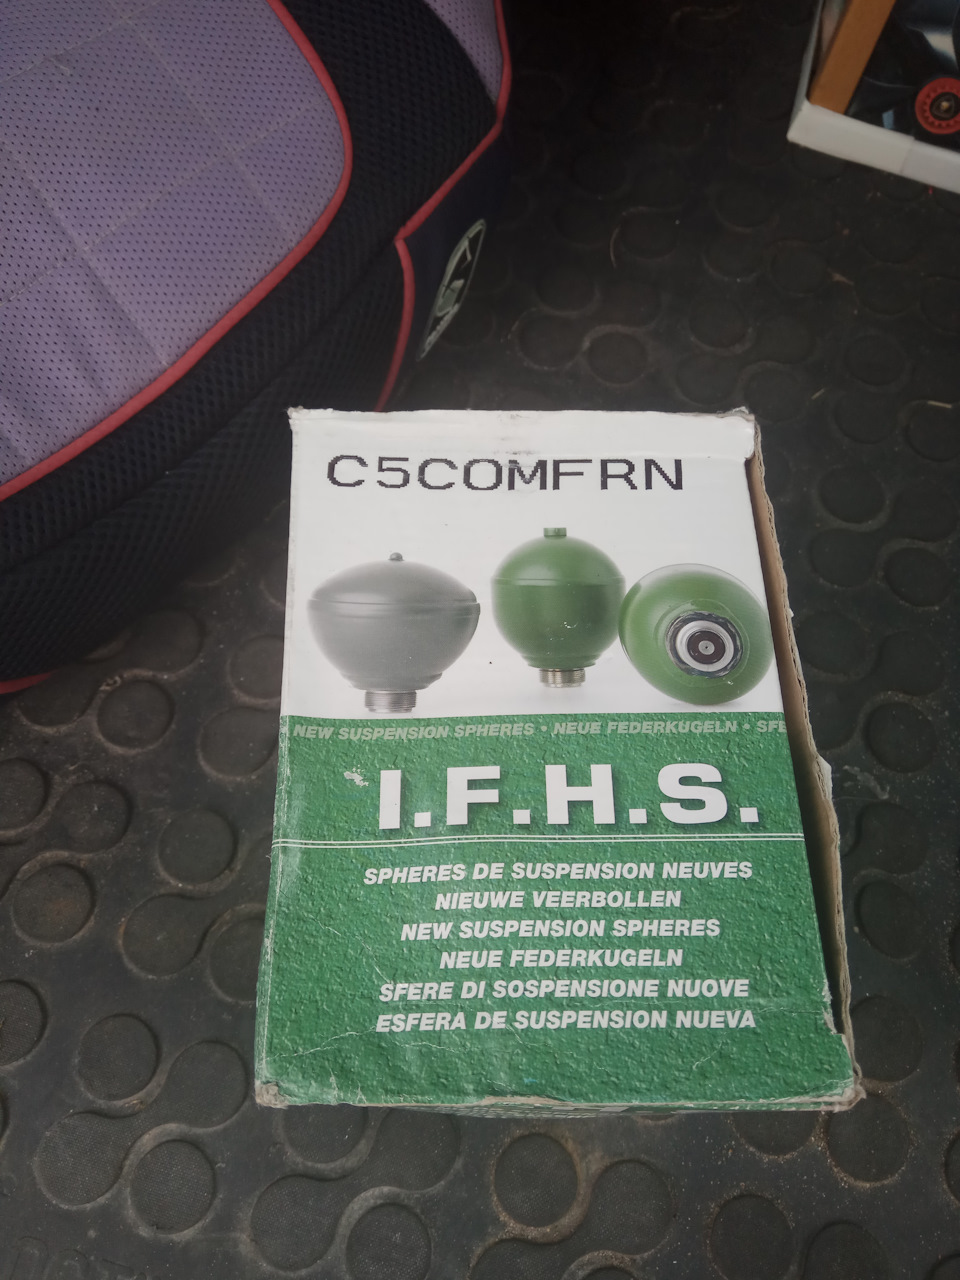 C5COMFRN
NEW SUSPENSION SPHERES • NEUE FEDERKUGELN • SFE
I.F.H.S.
SPHERES DE SUSPENSION NEUVES
NIEUWE VEERBOLLEN
NEW SUSPENSION SPHERES
NEUE FEDERKUGELN
SFERE DI SOSPENSIONE NUOVE
ESFERA DE SUSPENSION NUEVA